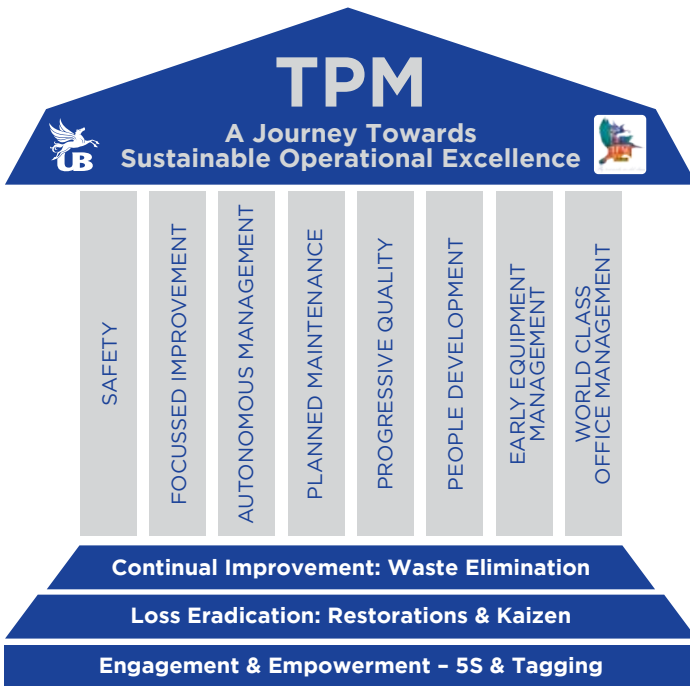 TPM
A Journey Towards
Sustainable Operational Excellence
UB
SAFETY
FOCUSSED IMPROVEMENT
AUTONOMOUS MANAGEMENT
PLANNED MAINTENANCE
PROGRESSIVE QUALITY
PEOPLE DEVELOPMENT
EARLY EQUIPMENT
MANAGEMENT
WORLD CLASS
OFFICE MANAGEMENT
Continual Improvement: Waste Elimination
Loss Eradication: Restorations & Kaizen
Engagement & Empowerment – 5S & Tagging